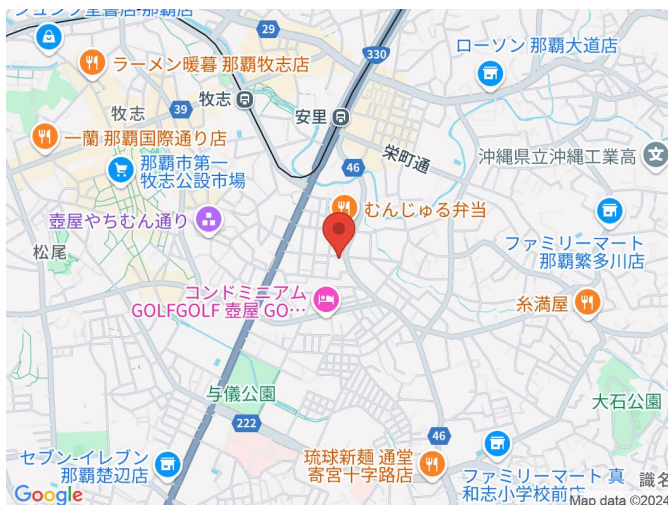 29
330
ローソン 那覇大道店
ラーメン暖暮 那覇牧志店
牧志
安里
牧志
39
栄町通
一蘭 那覇国際通り店
46
沖縄県立沖縄工業高
那覇市第一
牧志公設市場
むんじゅる弁当
壺屋やちむん通り
松尾
ファミリーマート
那覇繁多川店
コンドミニアム
GOLFGOLF 壺屋 GO…
糸満屋
与儀公園
大石公園
222
46
セブン-イレブン
那覇楚辺店
琉球新麺 通堂
寄宮十字路店
ファミリーマート 真
和志小学校前店
識名
Google
Map data ©2024